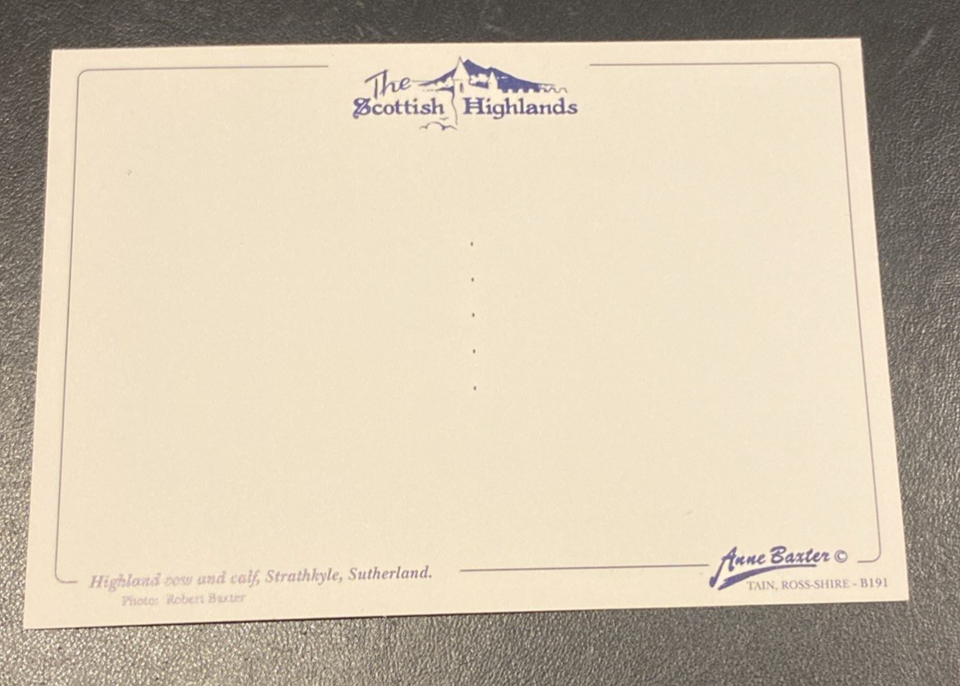 The
Scottish Highlands
Highland cow and calf, Strathkyle, Sutherland.
Photo: Robert Baxter
Anne Baxter ©
TAIN, ROSS-SHIRE - B191